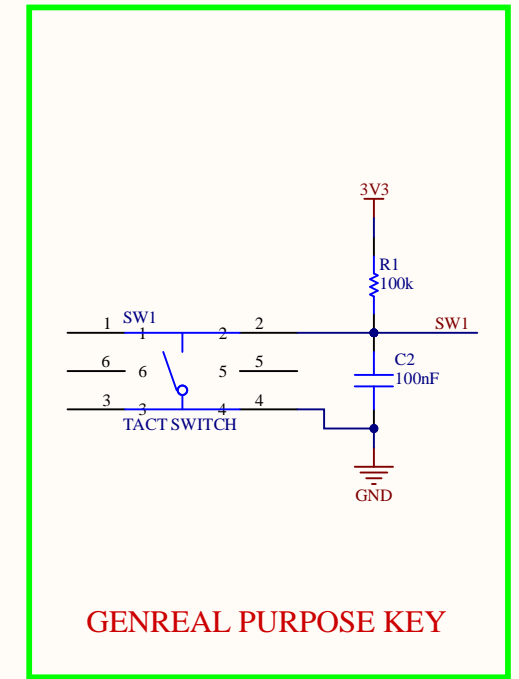 3V3
R1
100k
SW1
1 1 2 2 SW1
C2
100nF
6 6 5 5
3 3 4 4
TACT SWITCH
GND
GENREAL PURPOSE KEY